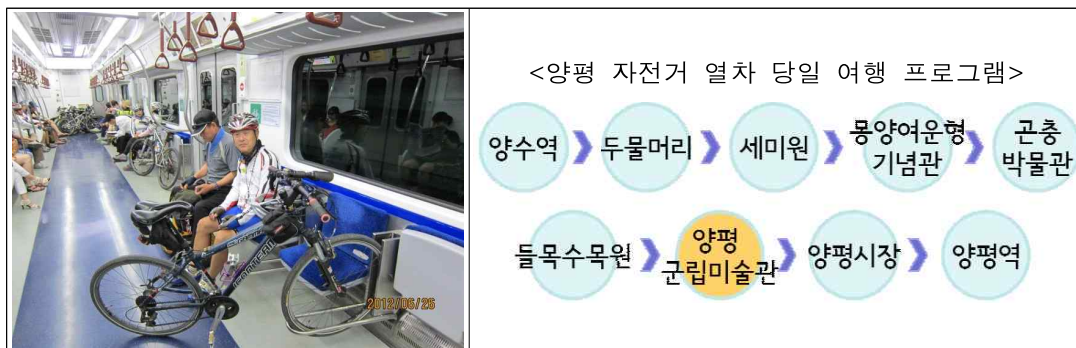 <양평 자전거 열차 당일 여행 프로그램>
양수역
두물머리
세미원
몽양여운형
기념관
곤충
박물관
들목수목원
양평
군립미술관
양평시장
양평역
2012/05/26